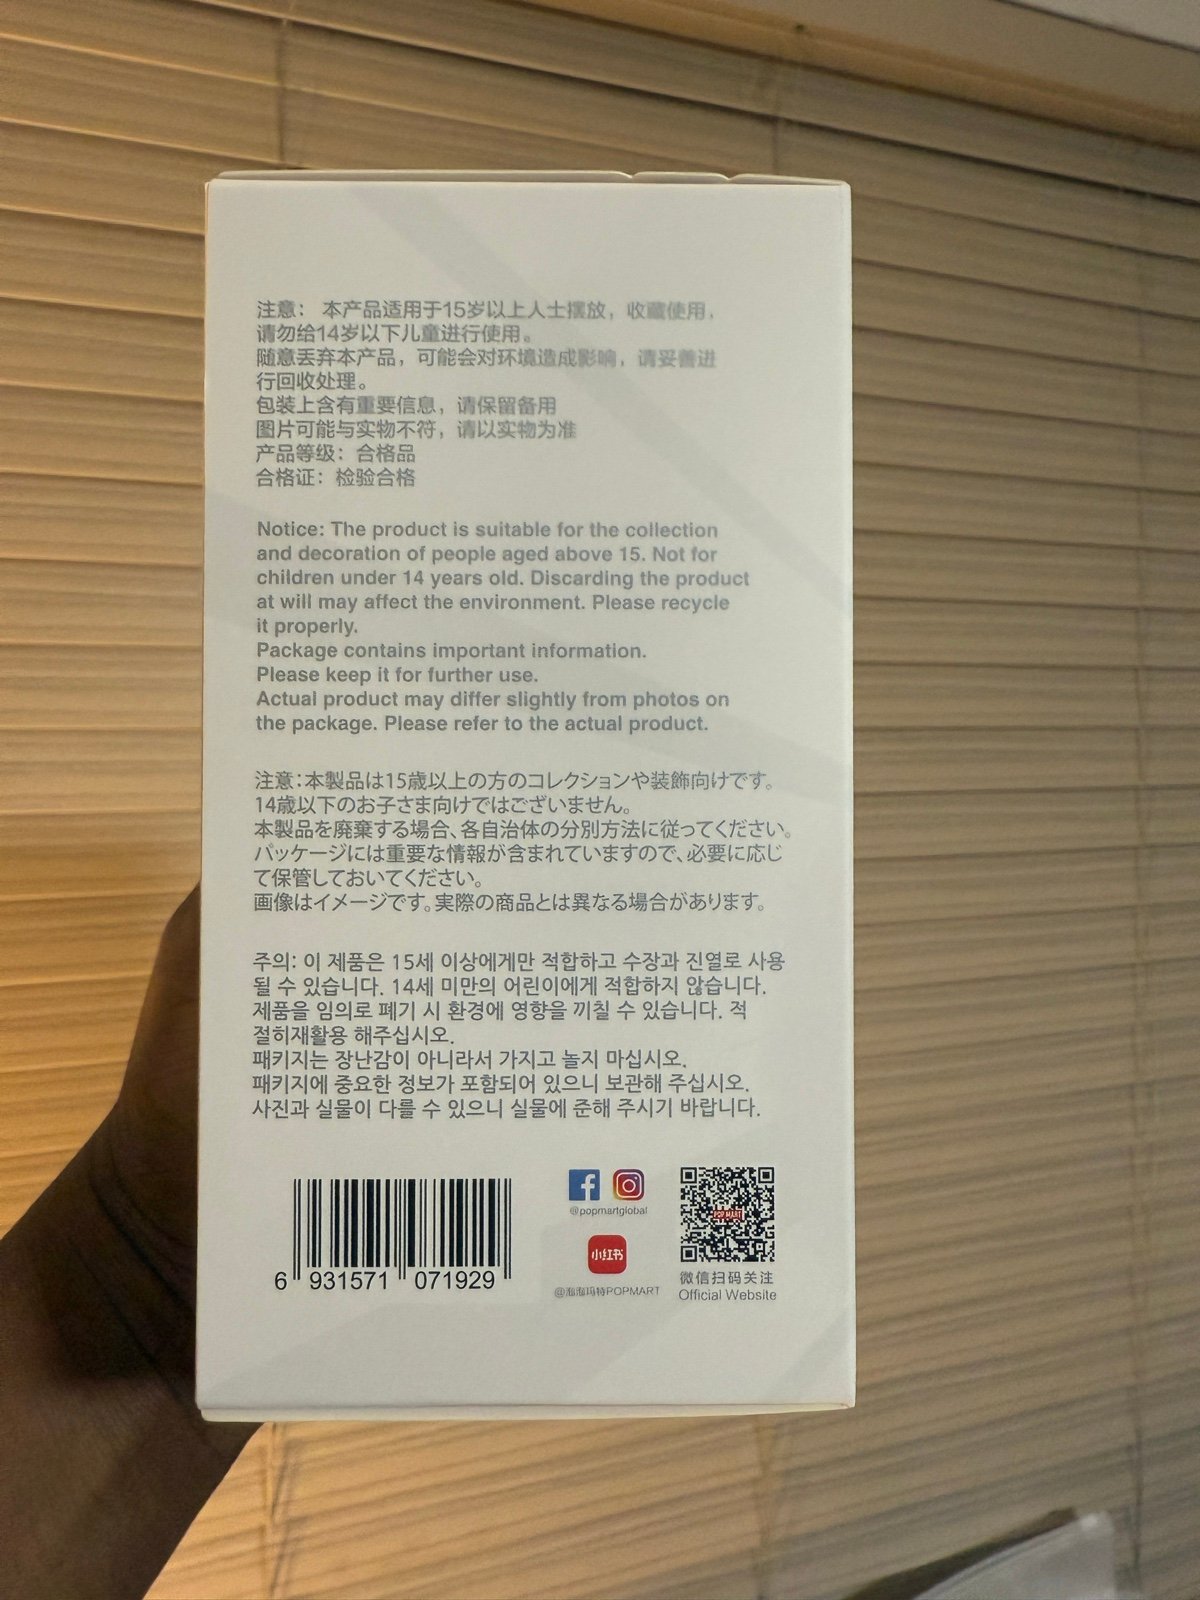 注意： 本产品适用于15岁以上人士摆放，收藏使用，
请勿给14岁以下儿童进行使用。
随意丢弃本产品，可能会对环境造成影响，请妥善进
行回收处理。
包装上含有重要信息，请保留备用
图片可能与实物不符，请以实物为准
产品等级：合格品
合格证：检验合格
Notice: The product is suitable for the collection
and decoration of people aged above 15. Not for
children under 14 years old. Discarding the product
at will may affect the environment. Please recycle
it properly.
Package contains important information.
Please keep it for further use.
Actual product may differ slightly from photos on
the package. Please refer to the actual product.
注意：本製品は15歳以上の方のコレクションや装飾向けです。
14歳以下のお子さま向けではございません。
本製品を廃棄する場合、各自治体の分別方法に従ってください。
パッケージには重要な情報が含まれていますので、必要に応じ
て保管しておいてください。
画像はイメージです。実際の商品とは異なる場合があります。
주의: 이 제품은 15세 이상에게만 적합하고 수장과 진열로 사용
될 수 있습니다. 14세 미만의 어린이에게 적합하지 않습니다.
제품을 임의로 폐기 시 환경에 영향을 끼칠 수 있습니다. 적
절히재활용 해주십시오.
패키지는 장난감이 아니라서 가지고 놀지 마십시오.
패키지에 중요한 정보가 포함되어 있으니 보관해 주십시오.
사진과 실물이 다를 수 있으니 실물에 준해 주시기 바랍니다.
6 931571 071929
@popmartglobal
小红书
@泡泡玛特POPMART
POP MART
微信扫码关注
Official Website